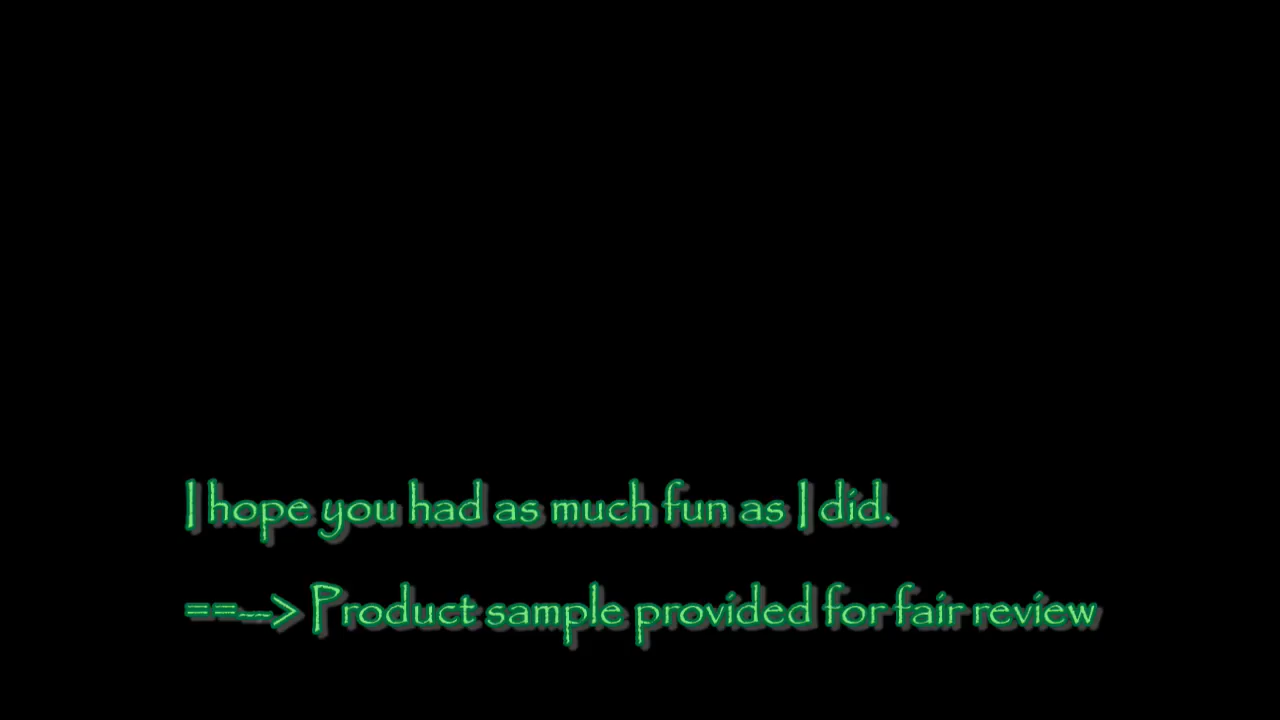 I hope you had as much fun as I did.
==---> Product sample provided for fair review